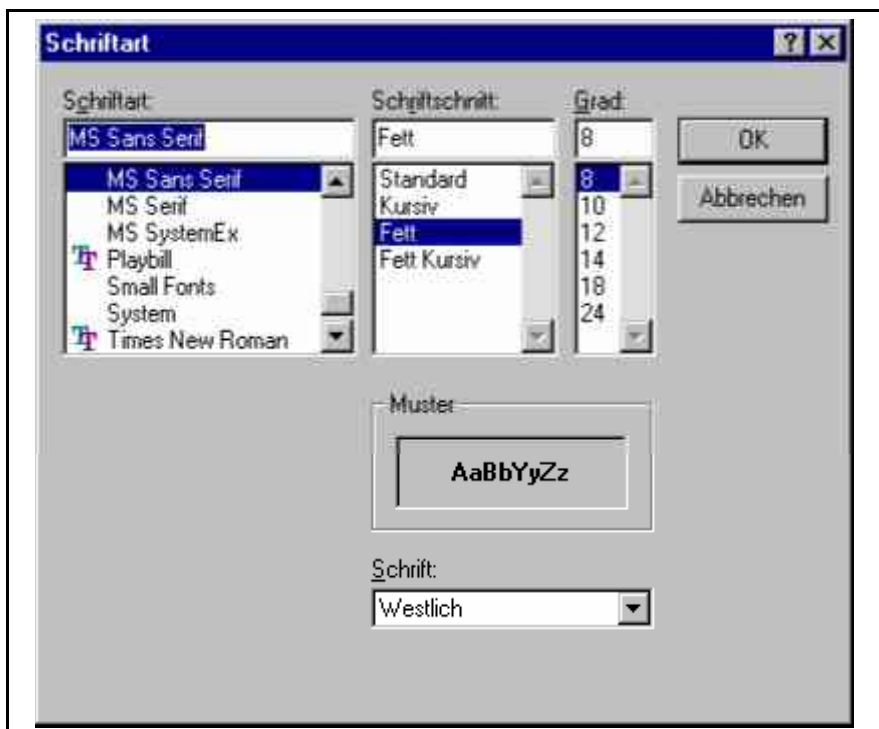 Schriftart
Schriftart:
MS Sans Serif
MS Sans Serif
MS Serif
MS SystemEx
Playbill
Small Fonts
System
Times New Roman
Schriftschnitt:
Fett
Standard
Kursiv
Fett
Fett Kursiv
Grad:
8
8
10
12
14
18
24
OK
Abbrechen
Muster
AaBbYyZz
Schrift:
Westlich